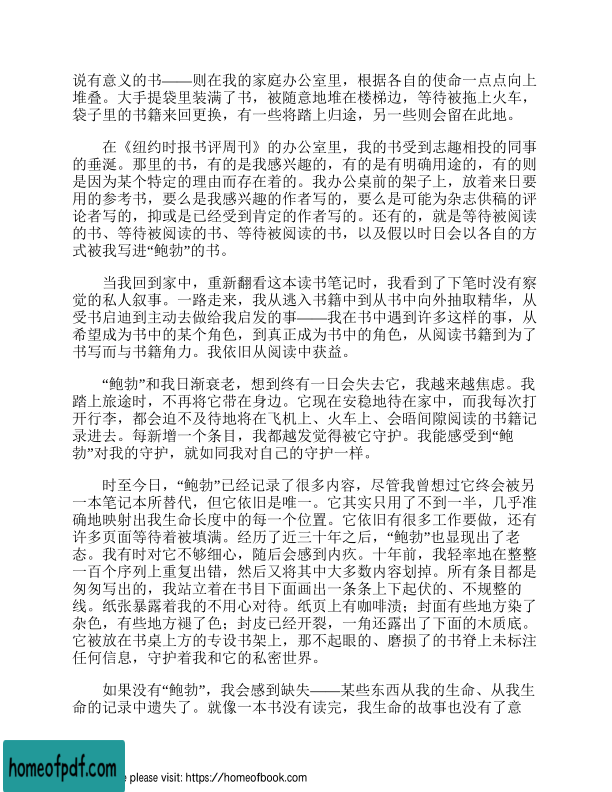 说有意义的书——则在我的家庭办公室里，根据各自的使命一点点向上
堆叠。大手提袋里装满了书，被随意地堆在楼梯边，等待被拖上火车，
袋子里的书籍来回更换，有一些将踏上归途，另一些则会留在此地。
在《纽约时报书评周刊》的办公室里，我的书受到志趣相投的同事
的垂涎。那里的书，有的是我感兴趣的，有的是有明确用途的，有的则
是因为某个特定的理由而存在着的。我办公桌前的架子上，放着来日要
用的参考书，要么是我感兴趣的作者写的，要么是可能为杂志供稿的评
论者写的，抑或是已经受到肯定的作者写的。还有的，就是等待被阅读
的书、等待被阅读的书、等待被阅读的书，以及假以时日会以各自的方
式被我写进“鲍勃”的书。
当我回到家中，重新翻看这本读书笔记时，我看到了下笔时没有察
觉的私人叙事。一路走来，我从逃入书籍中到从书中向外抽取精华，从
受书启迪到主动去做给我启发的事——我在书中遇到许多这样的事，从
希望成为书中的某个角色，到真正成为书中的角色，从阅读书籍到为了
书写而与书籍角力。我依旧从阅读中获益。
“鲍勃”和我日渐衰老，想到终有一日会失去它，我越来越焦虑。我
踏上旅途时，不再将它带在身边。它现在安稳地待在家中，而我每次打
开行李，都会迫不及待地将在飞机上、火车上、会晤间隙阅读的书籍记
录进去。每新增一个条目，我都越发觉得被它守护。我能感受到“鲍
勃”对我的守护，就如同我对自己的守护一样。
时至今日，“鲍勃”已经记录了很多内容，尽管我曾想过它终会被另
一本笔记本所替代，但它依旧是唯一。它其实只用了不到一半，几乎准
确地映射出我生命长度中的每一个位置。它依旧有很多工作要做，还有
许多页面等待着被填满。经历了近三十年之后，“鲍勃”也显现出了老
态。我有时对它不够细心，随后会感到内疚。十年前，我轻率地在整整
一百个序列上重复出错，然后又将其中大多数内容划掉。所有条目都是
匆匆写出的，我站立着在书目下面画出一条条上下起伏的、不规整的
线。纸张暴露着我的不用心对待。纸页上有咖啡渍；封面有些地方染了
杂色，有些地方褪了色；封皮已经开裂，一角还露出了下面的木质底。
它被放在书桌上方的专设书架上，那不起眼的、磨损了的书脊上未标注
任何信息，守护着我和它的私密世界。
如果没有“鲍勃”，我会感到缺失——某些东西从我的生命、从我生
命的记录中遗失了。就像一本书没有读完，我生命的故事也没有了意
homeofpdf.com
please visit: https://homeofbook.com